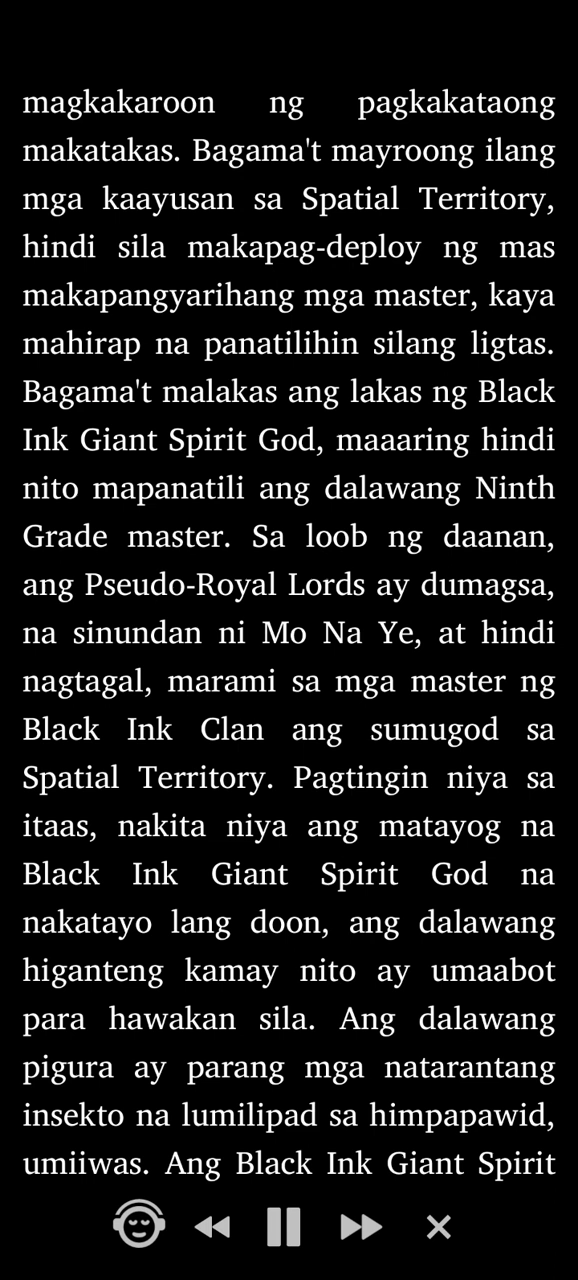 magkakaroon ng pagkakataong
makatakas. Bagama't mayroong ilang
mga kaayusan sa Spatial Territory,
hindi sila makapag-deploy ng mas
makapangyarihang mga master, kaya
mahirap na panatilihin silang ligtas.
Bagama't malakas ang lakas ng Black
Ink Giant Spirit God, maaaring hindi
nito mapanatili ang dalawang Ninth
Grade master. Sa loob ng daanan,
ang Pseudo-Royal Lords ay dumagsa,
na sinundan ni Mo Na Ye, at hindi
nagtagal, marami sa mga master ng
Black Ink Clan ang sumugod sa
Spatial Territory. Pagtingin niya sa
itaas, nakita niya ang matayog na
Black Ink Giant Spirit God na
nakatayo lang doon, ang dalawang
higanteng kamay nito ay umaabot
para hawakan sila. Ang dalawang
pigura ay parang mga natarantang
insekto na lumilipad sa himpapawid,
umiiwas. Ang Black Ink Giant Spirit